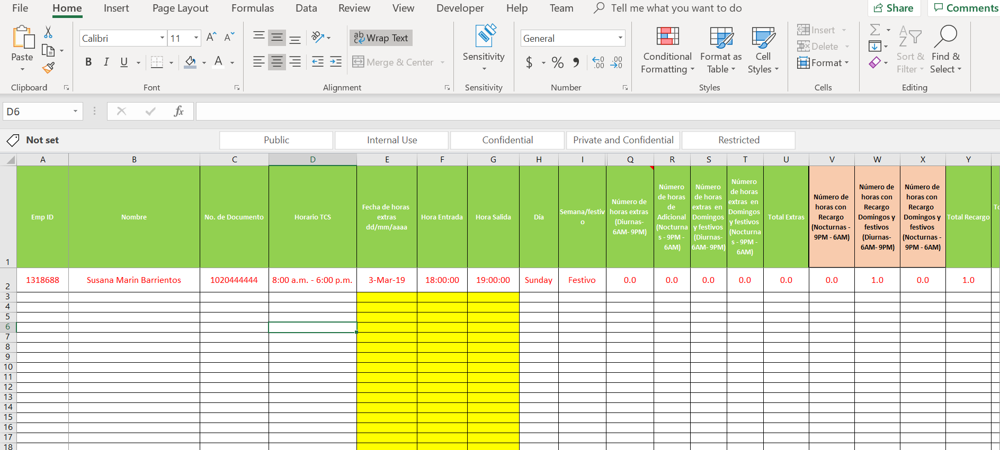 File Home Insert Page Layout Formulas Data Review View Developer Help Team Tell me what you want to do Share Comments
Paste
Clipboard
Calibri 11
B I U A
Font
ab Wrap Text
Merge & Center
Alignment
Sensitivity
Sensitivity
General
$ % .00 .00
Number
Conditional Formatting
Format as Table
Cell Styles
Styles
Insert
Delete
Format
Cells
Sort & Filter
Find & Select
Editing
D6 fx
Not set Public Internal Use Confidential Private and Confidential Restricted
A B C D E F G H I Q R S T U V W X Y
1
Emp ID
Nombre
No. de Documento
Horario TCS
Fecha de horas
extras
dd/mm/aaaa
Hora Entrada
Hora Salida
Día
Semana/festiv
o
Número de
horas extras
(Diurnas-
6AM- 9PM)
Número
de horas
de
Adicional
(Nocturna
s - 9PM -
6AM)
Número
de horas
extras en
Domingos
y festivos
(Diurnas-
6AM- 9PM)
Número
de horas
extras en
Domingos
y festivos
(Nocturna
s - 9PM -
6AM)
Total Extras
Número de
horas con
Recargo
(Nocturnas -
9PM - 6AM)
Número de
horas con
Recargo
Domingos y
festivos
(Diurnas-
6AM- 9PM)
Número de
horas con
Recargo
Domingos y
festivos
(Nocturnas -
9PM - 6AM)
Total Recargo
2 1318688 Susana Marin Barrientos 1020444444 8:00 a.m. - 6:00 p.m. 3-Mar-19 18:00:00 19:00:00 Sunday Festivo 0.0 0.0 0.0 0.0 0.0 0.0 1.0 0.0 1.0
3
4
5
6
7
8
9
10
11
12
13
14
15
16
17
18